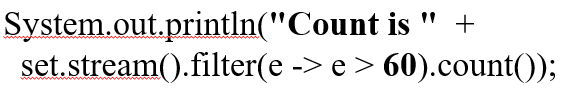 System.out.println("Count is " +
set.stream().filter(e -> e > 60).count());